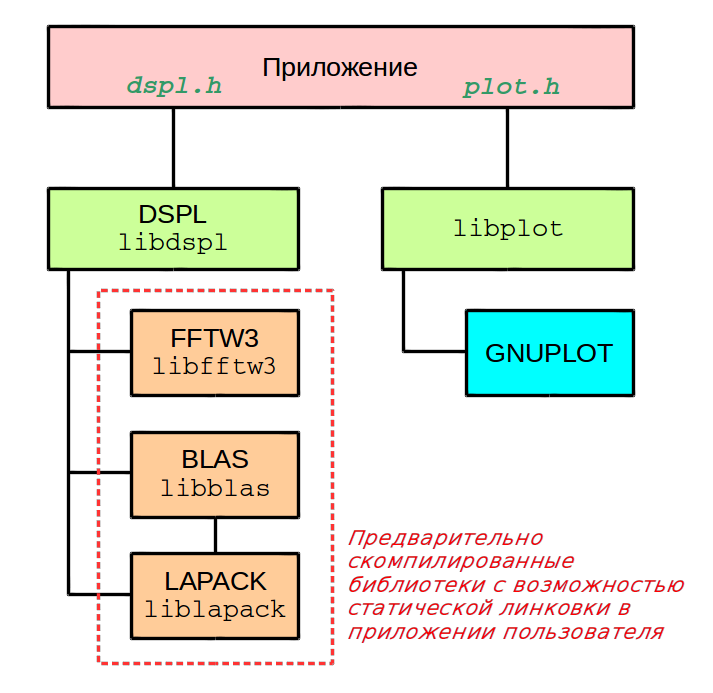 Приложение
dspl.h
plot.h
DSPL
libdspl
libplot
FFTW3
libfftw3
GNUPLOT
BLAS
libblas
LAPACK
liblapack
Предварительно
скомпилированные
библиотеки с возможностью
статической линковки в
приложении пользователя